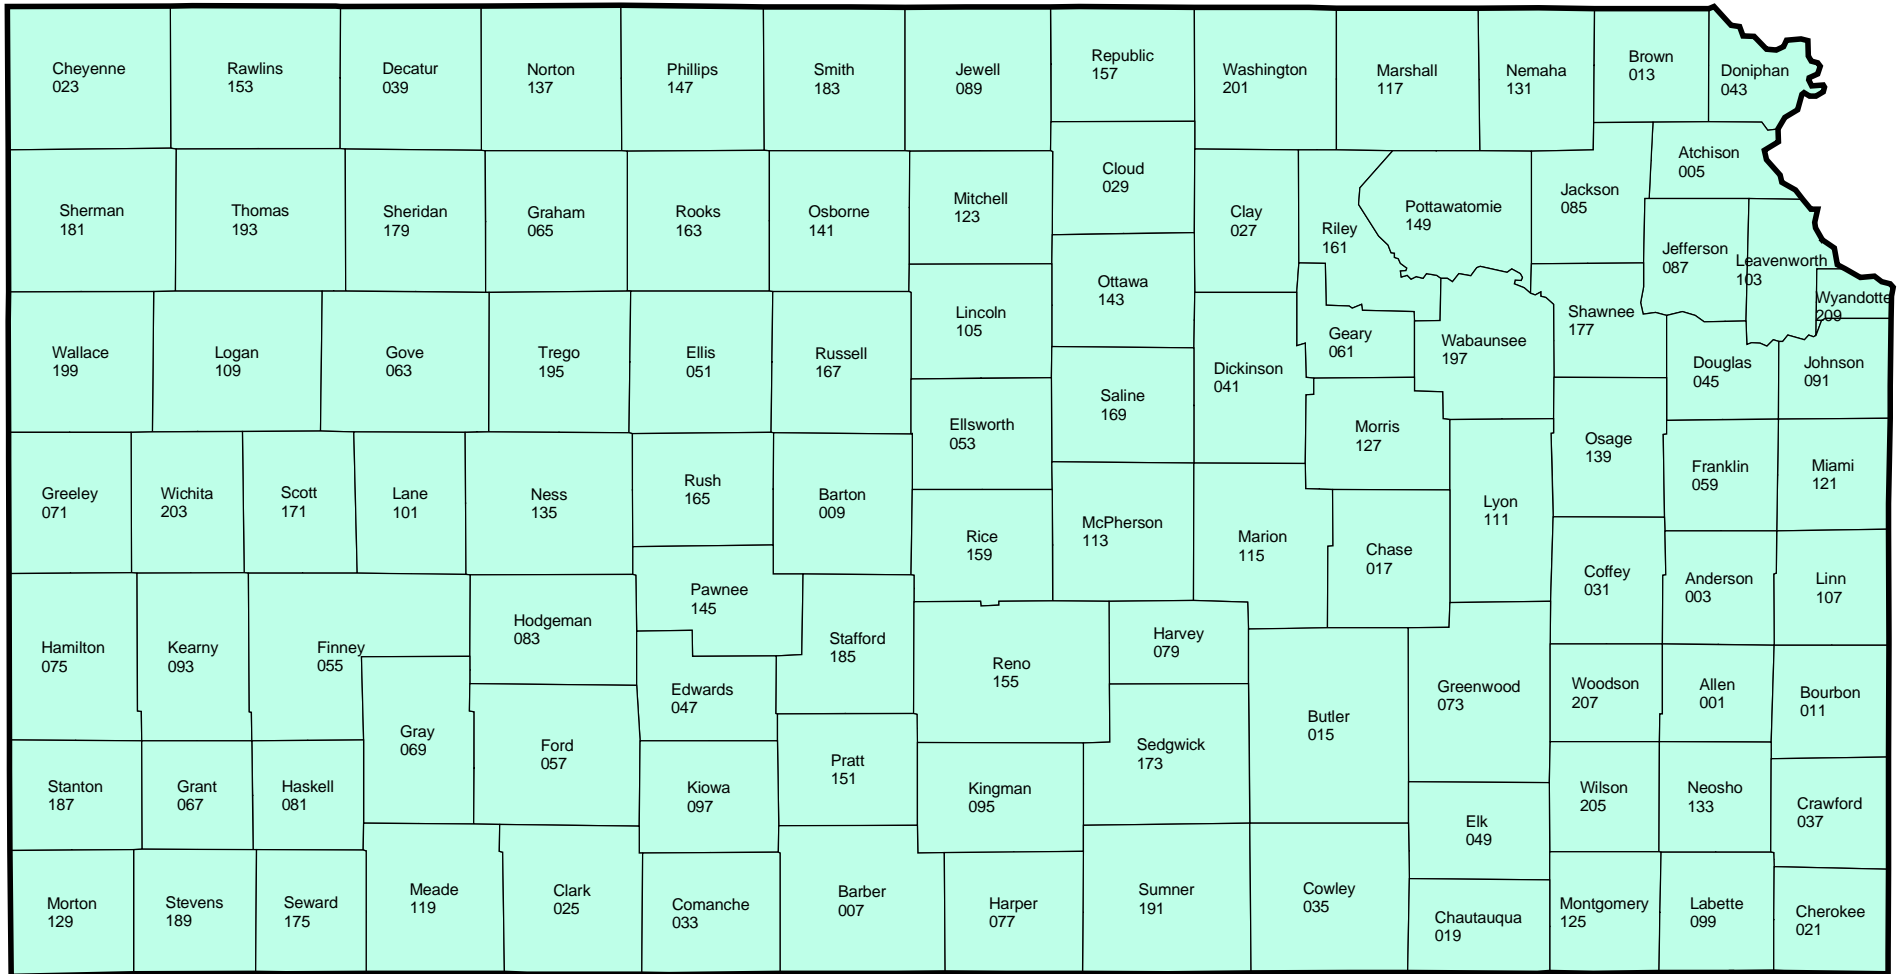 Cheyenne
023
Rawlins
153
Decatur
039
Norton
137
Phillips
147
Smith
183
Jewell
089
Republic
157
Washington
201
Marshall
117
Nemaha
131
Brown
013
Doniphan
043
Sherman
181
Thomas
193
Sheridan
179
Graham
065
Rooks
163
Osborne
141
Mitchell
123
Cloud
029
Clay
027
Riley
161
Pottawatomie
149
Jackson
085
Atchison
005
Jefferson
087
Leavenworth
103
Wyandotte
209
Wallace
199
Logan
109
Gove
063
Trego
195
Ellis
051
Russell
167
Lincoln
105
Ottawa
143
Saline
169
Dickinson
041
Geary
061
Wabaunsee
197
Shawnee
177
Douglas
045
Johnson
091
Greeley
071
Wichita
203
Scott
171
Lane
101
Ness
135
Rush
165
Barton
009
Ellsworth
053
Rice
159
McPherson
113
Marion
115
Morris
127
Chase
017
Lyon
111
Osage
139
Franklin
059
Miami
121
Hamilton
075
Kearny
093
Finney
055
Hodgeman
083
Pawnee
145
Stafford
185
Edwards
047
Reno
155
Harvey
079
Butler
015
Greenwood
073
Coffey
031
Anderson
003
Linn
107
Woodson
207
Allen
001
Bourbon
011
Gray
069
Ford
057
Pratt
151
Sedgwick
173
Stanton
187
Grant
067
Haskell
081
Kiowa
097
Kingman
095
Elk
049
Wilson
205
Neosho
133
Crawford
037
Morton
129
Stevens
189
Seward
175
Meade
119
Clark
025
Comanche
033
Barber
007
Harper
077
Sumner
191
Cowley
035
Chautauqua
019
Montgomery
125
Labette
099
Cherokee
021